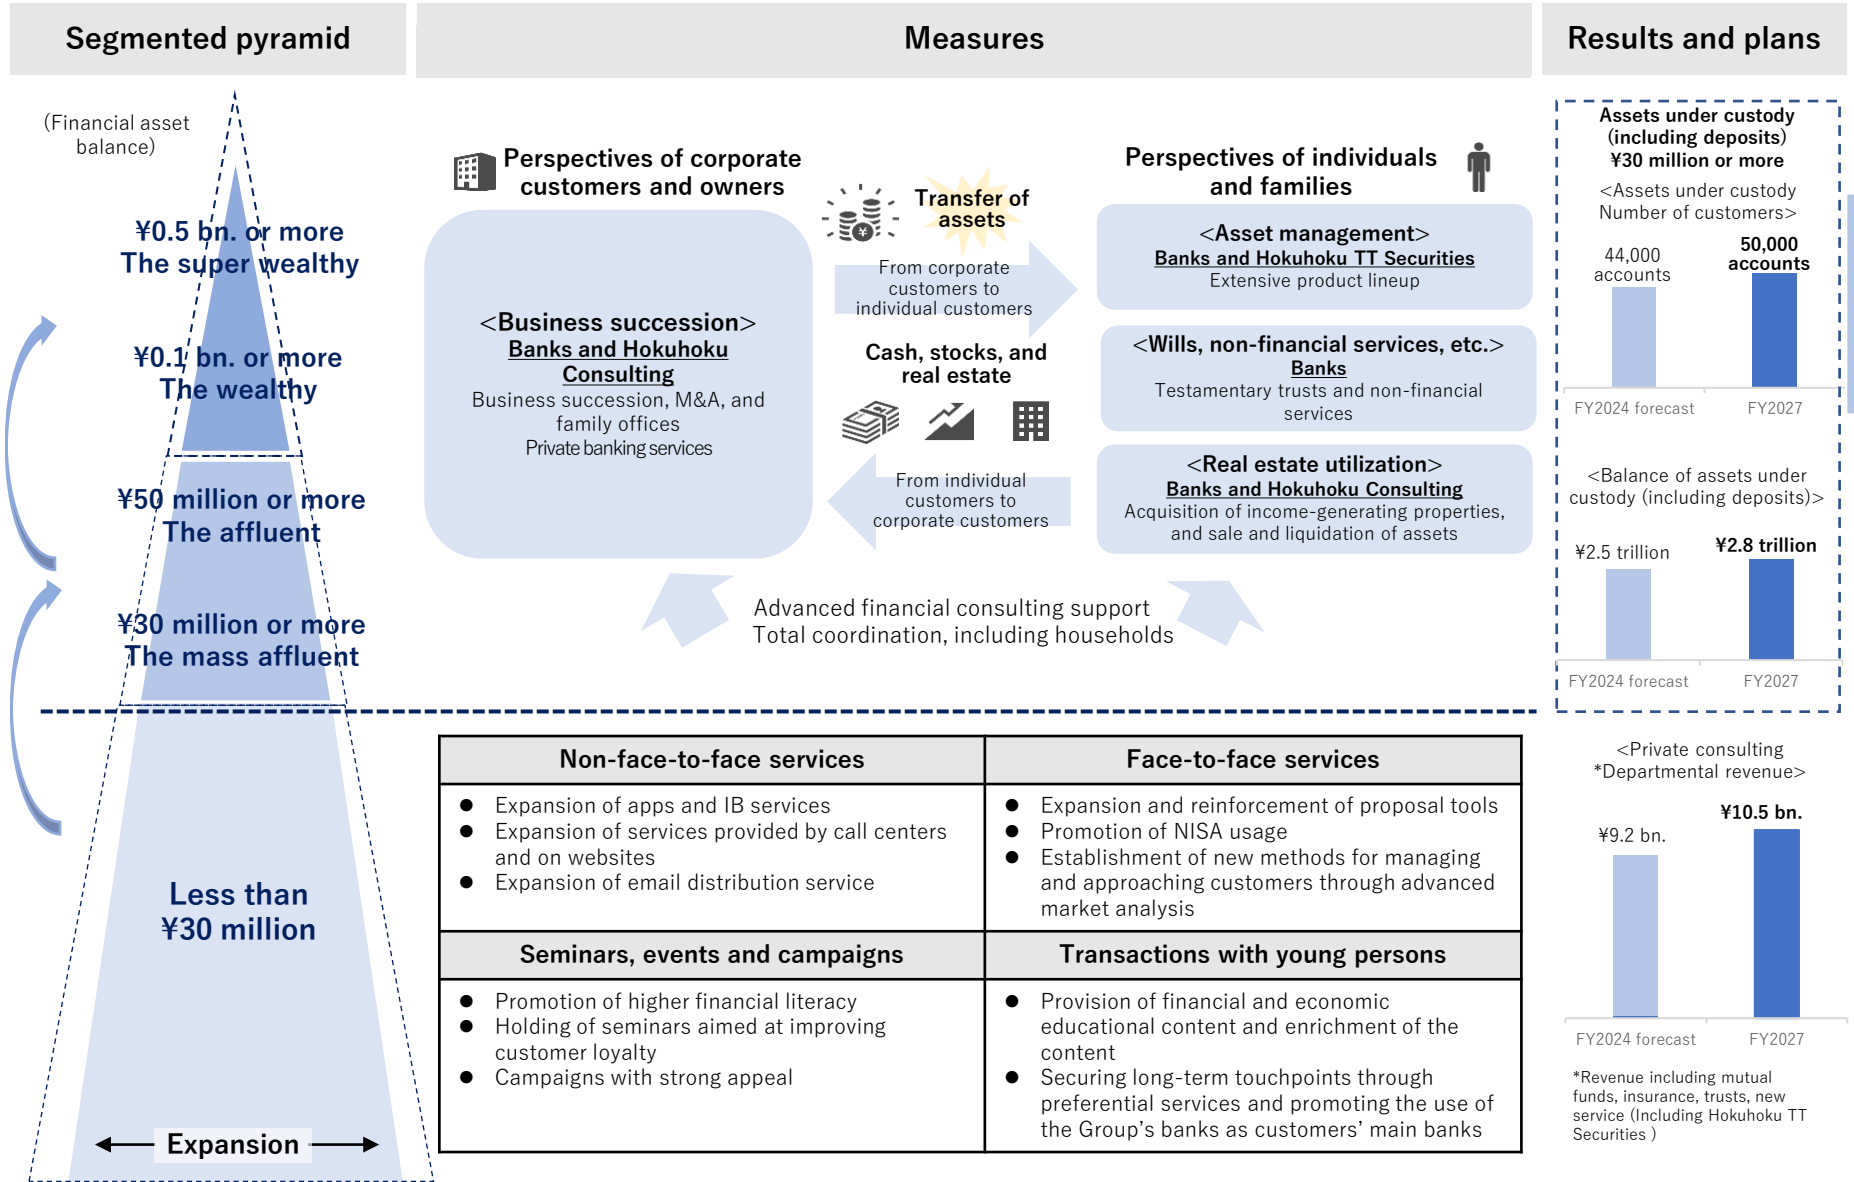 Segmented pyramid
Measures
Results and plans
(Financial asset
balance)
¥0.5 bn. or more
The super wealthy
¥0.1 bn. or more
The wealthy
¥50 million or more
The affluent
¥30 million or more
The mass affluent
Less than
¥30 million
Expansion
Perspectives of corporate
customers and owners
<Business succession>
Banks and Hokuhoku
Consulting
Business succession, M&A, and
family offices
Private banking services
¥
Transfer of
assets
From corporate
customers to
individual customers
Cash, stocks, and
real estate
From individual
customers to
corporate customers
Perspectives of individuals
and families
<Asset management>
Banks and Hokuhoku TT Securities
Extensive product lineup
<Wills, non-financial services, etc.>
Banks
Testamentary trusts and non-financial
services
<Real estate utilization>
Banks and Hokuhoku Consulting
Acquisition of income-generating properties,
and sale and liquidation of assets
Advanced financial consulting support
Total coordination, including households
Non-face-to-face services
● Expansion of apps and IB services
● Expansion of services provided by call centers
and on websites
● Expansion of email distribution service
Face-to-face services
● Expansion and reinforcement of proposal tools
● Promotion of NISA usage
● Establishment of new methods for managing
and approaching customers through advanced
market analysis
Seminars, events and campaigns
● Promotion of higher financial literacy
● Holding of seminars aimed at improving
customer loyalty
● Campaigns with strong appeal
Transactions with young persons
● Provision of financial and economic
educational content and enrichment of the
content
● Securing long-term touchpoints through
preferential services and promoting the use of
the Group's banks as customers' main banks
Assets under custody
(including deposits)
¥30 million or more
<Assets under custody
Number of customers>
44,000
accounts
50,000
accounts
FY2024 forecast
FY2027
<Balance of assets under
custody (including deposits)>
¥2.5 trillion
¥2.8 trillion
FY2024 forecast
FY2027
<Private consulting
*Departmental revenue>
¥9.2 bn.
¥10.5 bn.
FY2024 forecast
FY2027
*Revenue including mutual
funds, insurance, trusts, new
service (Including Hokuhoku TT
Securities )